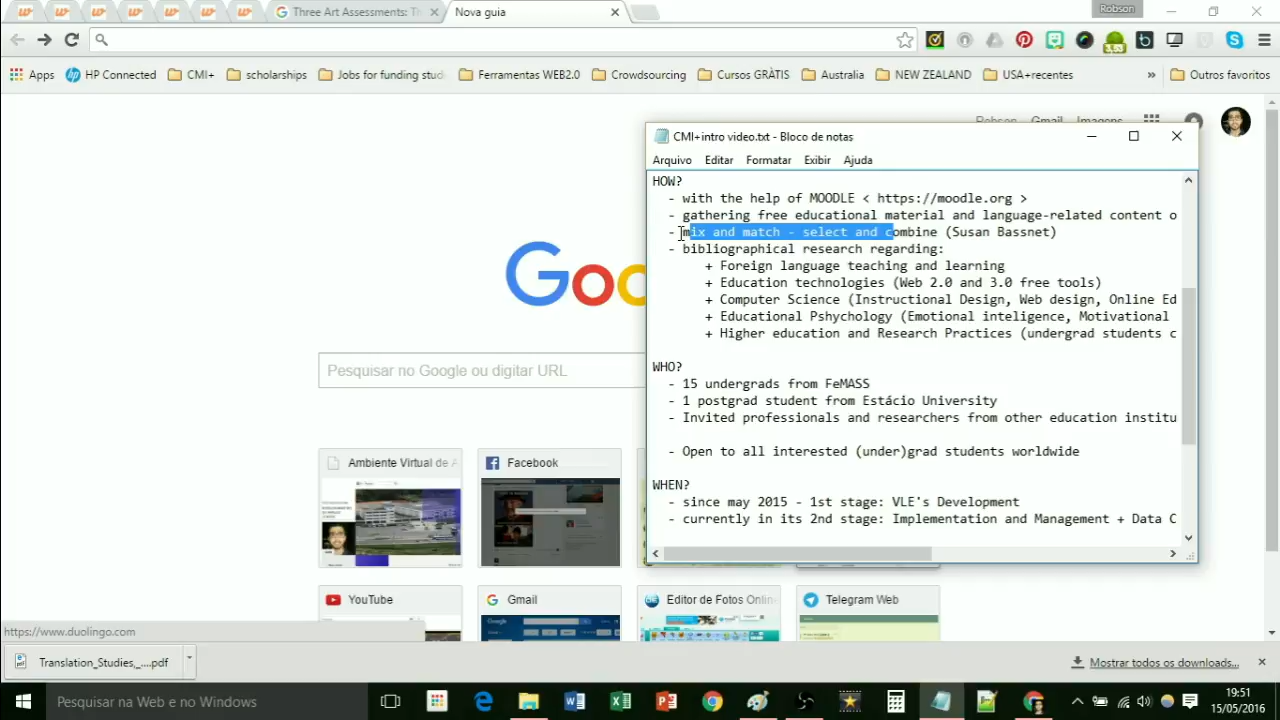 Three Art Assessments: Th
Nova guia
Robson
Apps
HP Connected
CMI+
scholarships
Jobs for funding stud
Ferramentas WEB2.0
Crowdsourcing
Cursos GRÀTIS
Australia
NEW ZEALAND
USA+recentes
»
Outros favoritos
Robson Gmail Imagens
CMI+intro video.txt - Bloco de notas
Arquivo Editar Formatar Exibir Ajuda
HOW?
- with the help of MOODLE < https://moodle.org >
- gathering free educational material and language-related content o
- mix and match - select and combine (Susan Bassnet)
- bibliographical research regarding:
+ Foreign language teaching and learning
+ Education technologies (Web 2.0 and 3.0 free tools)
+ Computer Science (Instructional Design, Web design, Online Ed
+ Educational Pshychology (Emotional inteligence, Motivational
+ Higher education and Research Practices (undergrad students c
WHO?
- 15 undergrads from FeMASS
- 1 postgrad student from Estácio University
- Invited professionals and researchers from other education institu
- Open to all interested (under)grad students worldwide
WHEN?
- since may 2015 - 1st stage: VLE's Development
- currently in its 2nd stage: Implementation and Management + Data C
Goo
Pesquisar no Google ou digitar URL
Ambiente Virtual de A
Facebook
YouTube
Gmail
Editor de Fotos Onlin
Telegram Web
https://www.duolingo.com
Translation_Studies,_....pdf
Mostrar todos os downloads...
Pesquisar na Web e no Windows
19:51
15/05/2016